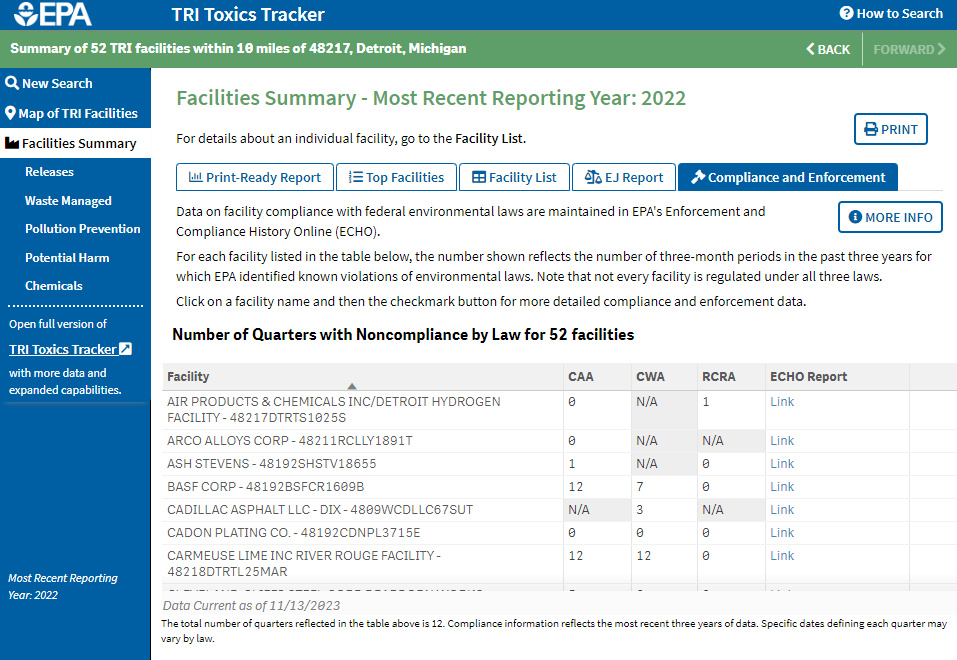 EPA
TRI Toxics Tracker
How to Search
Summary of 52 TRI facilities within 10 miles of 48217, Detroit, Michigan
BACK
FORWARD
New Search
Map of TRI Facilities
Facilities Summary
Releases
Waste Managed
Pollution Prevention
Potential Harm
Chemicals
Open full version of
TRI Toxics Tracker
with more data and
expanded capabilities.
Most Recent Reporting
Year: 2022
Facilities Summary - Most Recent Reporting Year: 2022
For details about an individual facility, go to the Facility List.
PRINT
Print-Ready Report
Top Facilities
Facility List
EJ Report
Compliance and Enforcement
Data on facility compliance with federal environmental laws are maintained in EPA's Enforcement and
Compliance History Online (ECHO).
MORE INFO
For each facility listed in the table below, the number shown reflects the number of three-month periods in the past three years for
which EPA identified known violations of environmental laws. Note that not every facility is regulated under all three laws.
Click on a facility name and then the checkmark button for more detailed compliance and enforcement data.
Number of Quarters with Noncompliance by Law for 52 facilities
Facility CAA CWA RCRA ECHO Report
AIR PRODUCTS & CHEMICALS INC/DETROIT HYDROGEN 0 N/A 1 Link
FACILITY - 48217DTRTS1025S
ARCO ALLOYS CORP - 48211RCLLY1891T 0 N/A N/A Link
ASH STEVENS - 48192SHSTV18655 1 N/A 0 Link
BASF CORP - 48192BSFCR1609B 12 7 0 Link
CADILLAC ASPHALT LLC - DIX - 4809WCDLLC67SUT N/A 3 N/A Link
CADON PLATING CO. - 48192CDNPL3715E 0 0 0 Link
CARMEUSE LIME INC RIVER ROUGE FACILITY - 12 12 0 Link
48218DTRTL25MAR
Data Current as of 11/13/2023
The total number of quarters reflected in the table above is 12. Compliance information reflects the most recent three years of data. Specific dates defining each quarter may
vary by law.